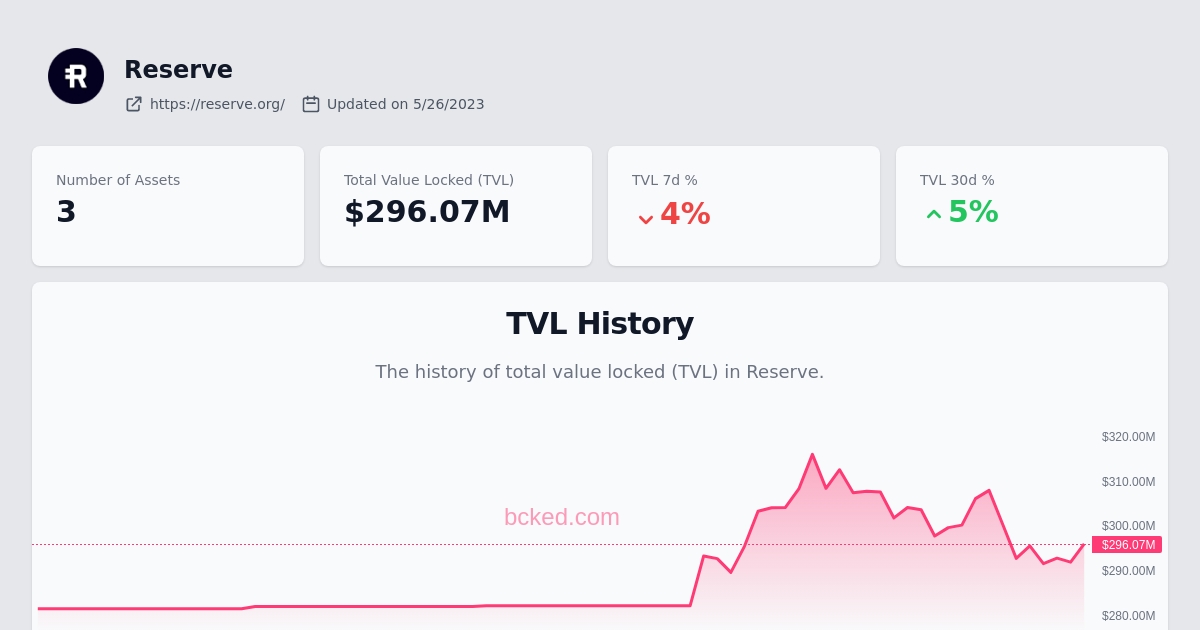 Reserve
https://reserve.org/ Updated on 5/26/2023
Number of Assets
3
Total Value Locked (TVL)
$296.07M
TVL 7d %
4%
TVL 30d %
5%
TVL History
The history of total value locked (TVL) in Reserve.
$320.00M
$310.00M
bcked.com
$300.00M
$296.07M
$290.00M
$280.00M